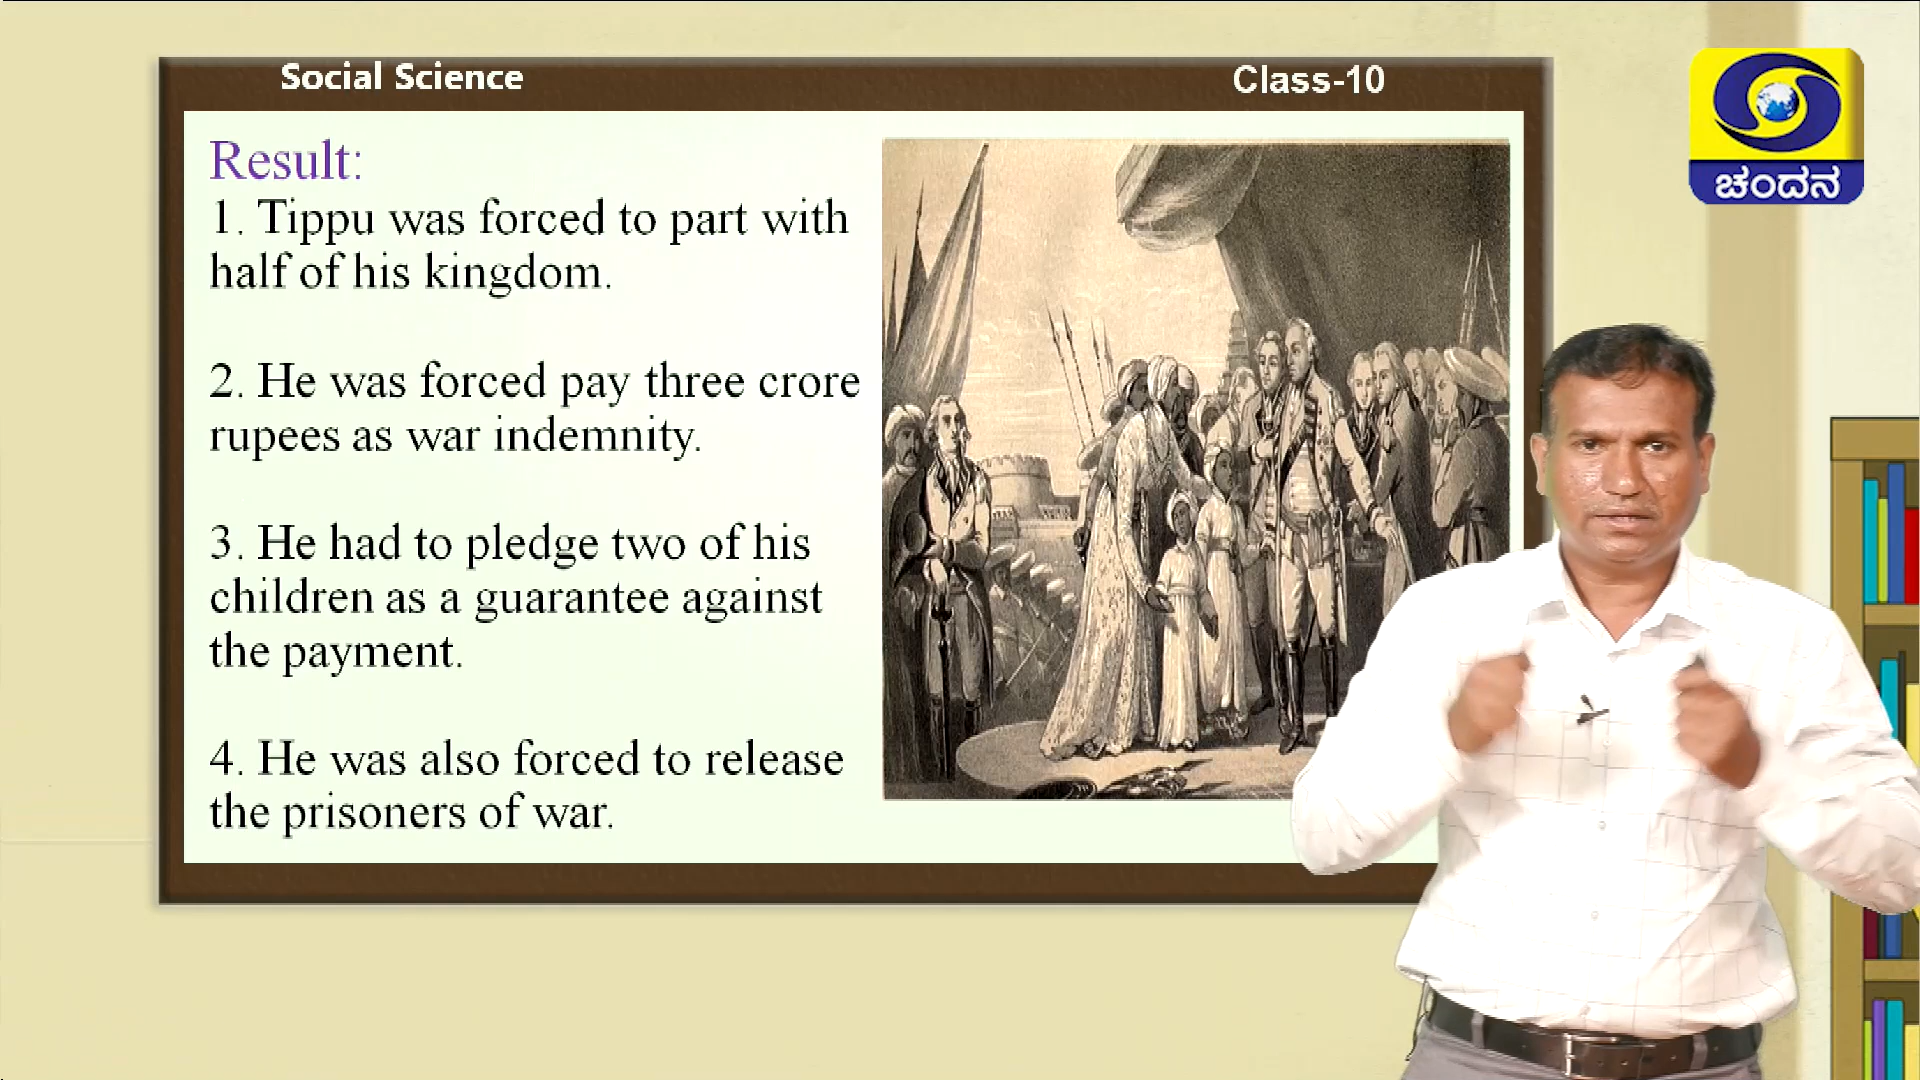 Social Science
Class-10
ಚಂದನ
Result:
1. Tippu was forced to part with
half of his kingdom.
2. He was forced pay three crore
rupees as war indemnity.
3. He had to pledge two of his
children as a guarantee against
the payment.
4. He was also forced to release
the prisoners of war.